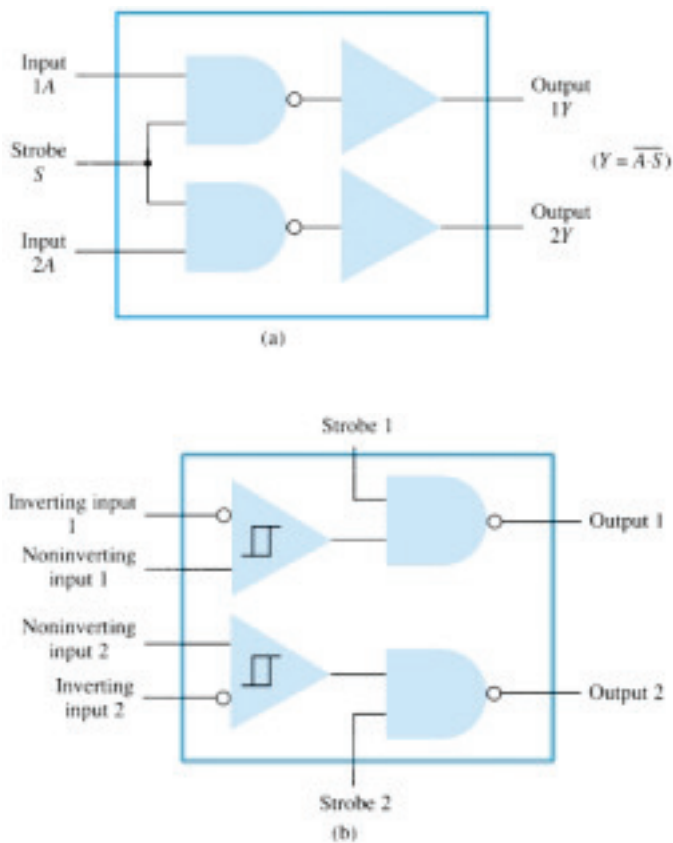 Input
1A
Output
1Y
Strobe
S
(Y = \overline{A·S})
Input
2A
Output
2Y
(a)
Strobe 1
Inverting input
1
Output 1
Noninverting
input 1
Noninverting
input 2
Inverting
input 2
Output 2
Strobe 2
(b)